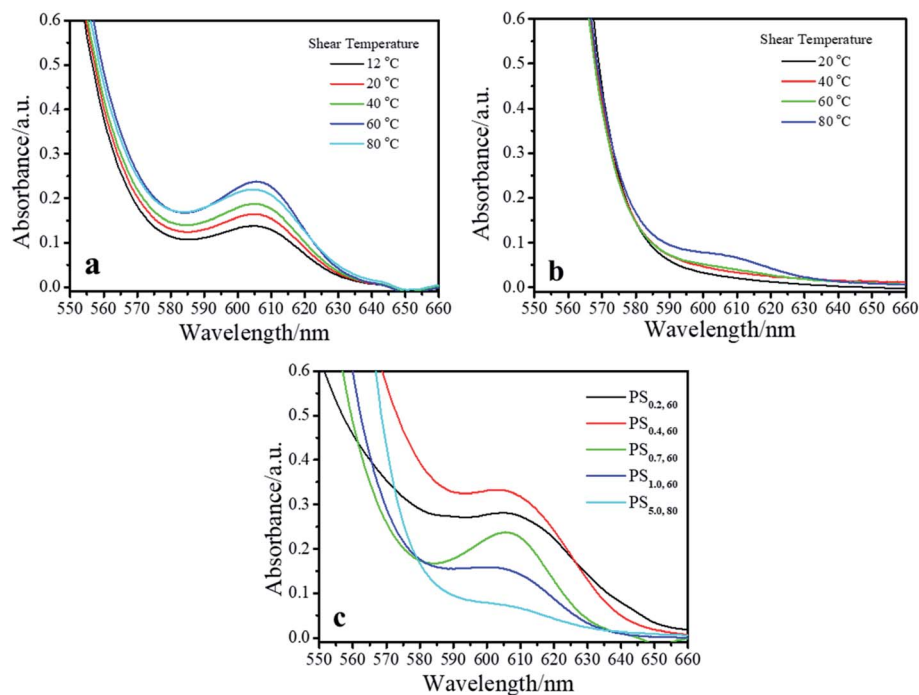 0.6
0.5
0.4
0.3
0.2
0.1
0.0
Absorbance/a.u.
Shear Temperature
12 °C
20 °C
40 °C
60 °C
80 °C
a
550 560 570 580 590 600 610 620 630 640 650 660
Wavelength/nm
0.6
0.5
0.4
0.3
0.2
0.1
0.0
Absorbance/a.u.
Shear Temperature
20 °C
40 °C
60 °C
80 °C
b
550 560 570 580 590 600 610 620 630 640 650 660
Wavelength/nm
0.6
0.5
0.4
0.3
0.2
0.1
0.0
Absorbance/a.u.
PS0.2, 60
PS0.4, 60
PS0.7, 60
PS1.0, 60
PS5.0, 80
c
550 560 570 580 590 600 610 620 630 640 650 660
Wavelength/nm